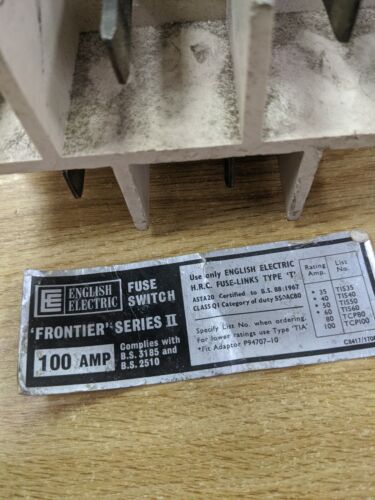 ENGLISH
ELECTRIC
FUSE
SWITCH
'FRONTIER' SERIES II
100 AMP
Complies with
B.S. 3185 and
B.S. 2510
Use only ENGLISH ELECTRIC
H.R.C. FUSE-LINKS TYPE 'T'
ASTA20 Certified to B.S. 88:1967
CLASS Q1 Category of duty
Specify List No. when ordering.
For lower ratings use Type 'TIA'
*Fit Adaptor P94707-10
Rating Amp. List No.
* 35 TIS35
* 40 TIS40
* 50 TIS50
* 60 TIS60
80 TCP80
100 TCP100